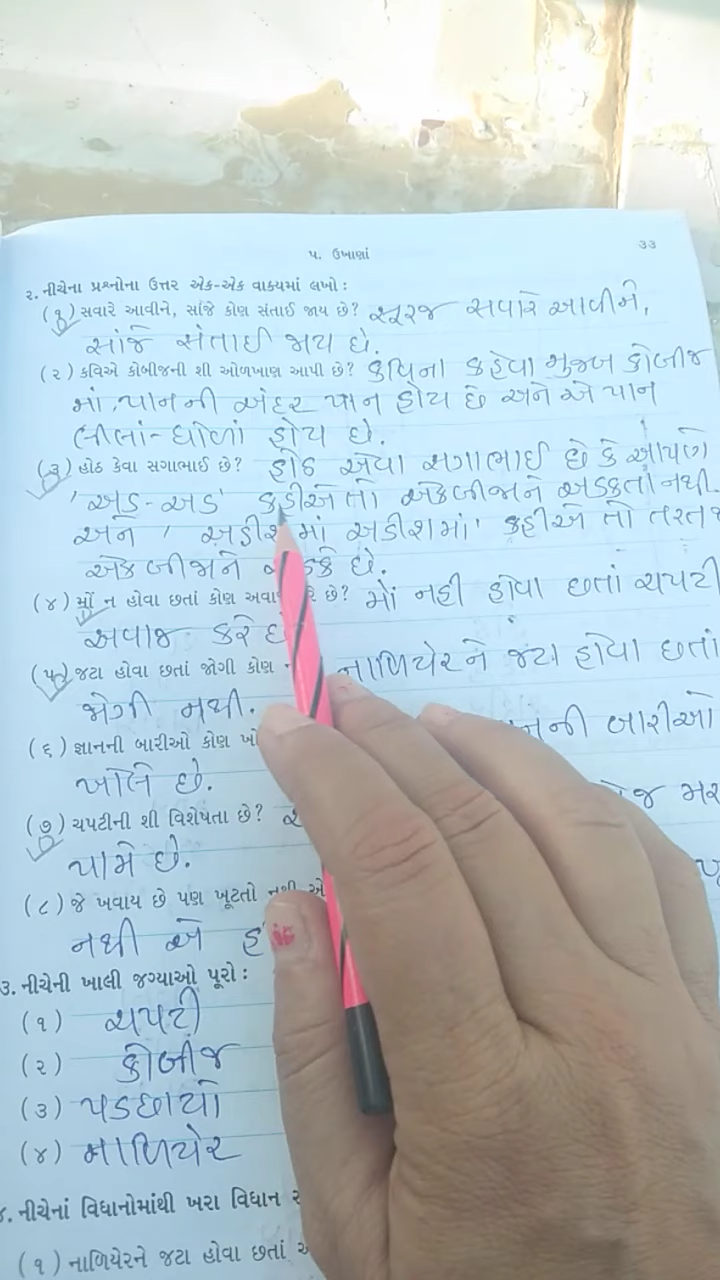 ૫. ઉખાણાં
૩૩
૨. નીચેના પ્રશ્નોના ઉત્તર એક-એક વાક્યમાં લખો :
(૧) સવારે આવીને, સાંજે કોણ સંતાઈ જાય છે? સૂરજ સવારે આવીને,
સાંજે સંતાઈ જાય છે.
(૨) કવિએ કોબીજની શી ઓળખાણ આપી છે? કવિના કહેવા મુજબ કોબીજ
માં પાનની અંદર પાન હોય છે અને એ પાન
લીલાં-ધોળાં હોય છે.
(૩) હોઠ કેવા સગાભાઈ છે? હોઠ એવા સગાભાઈ છે કે આપણે
'અડ-અડ' કહીએ તો એકબીજાને અડકતા નથી.
અને 'અડીશમાં અડીશમાં' કહીએ તો તરત
એકબીજાને છે.
(૪) મોં ન હોવા છતાં કોણ છે? મોં નહી હોવા છતાં ચપટી
અવાજ કરે
(૫) જટા હોવા છતાં જોગી કોણ નાળિયેરને જટા હોવા છતાં
જોગી નથી.
(૬) જ્ઞાનની બારીઓ કોણ બારીઓ
ખોલે છે.
(૭) ચપટીની શી વિશેષતા છે?
પામે છે.
(૮) જે ખવાય છે પણ ખૂટતો નથી
નથી એ
૩. નીચેની ખાલી જગ્યાઓ પૂરો :
(૧) ચપટી
(૨) કોબીજ
(૩) પડછાયો
(૪) નાળિયેર
૪. નીચેનાં વિધાનોમાંથી ખરા વિધાન
(૧) નાળિયેરને જટા હોવા છતાં